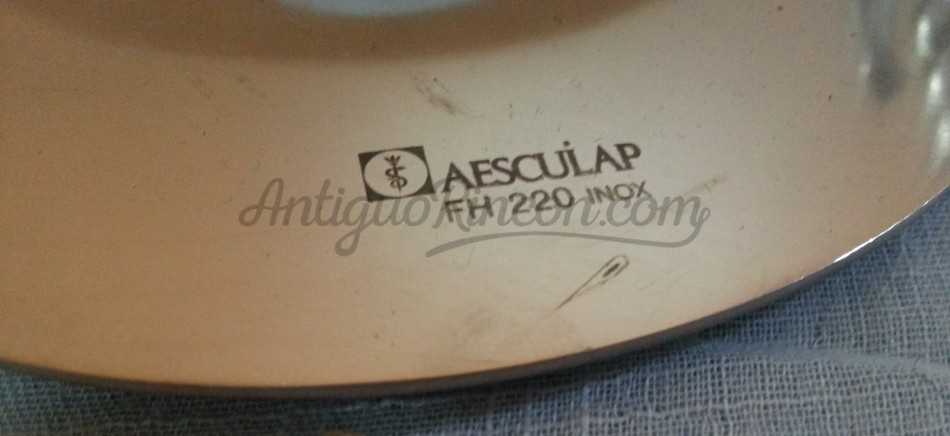 AESCULAP
FH 220 INOX
AntiguoRincon.com